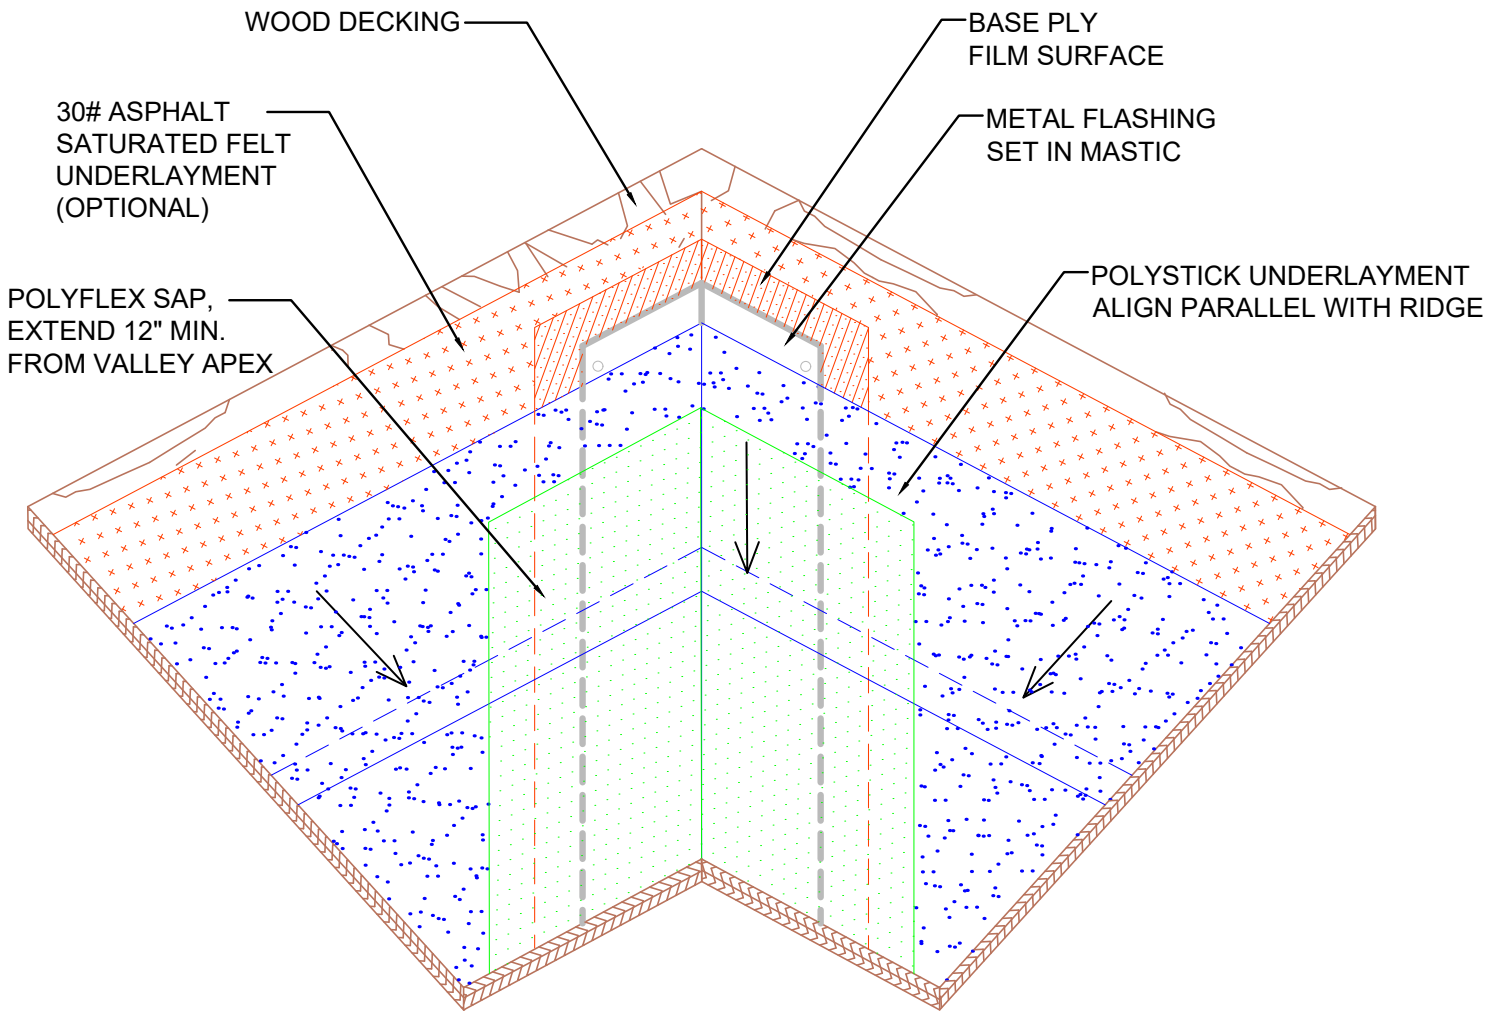 WOOD DECKING
BASE PLY
FILM SURFACE
30# ASPHALT
SATURATED FELT
UNDERLAYMENT
(OPTIONAL)
METAL FLASHING
SET IN MASTIC
POLYFLEX SAP,
EXTEND 12" MIN.
FROM VALLEY APEX
POLYSTICK UNDERLAYMENT
ALIGN PARALLEL WITH RIDGE